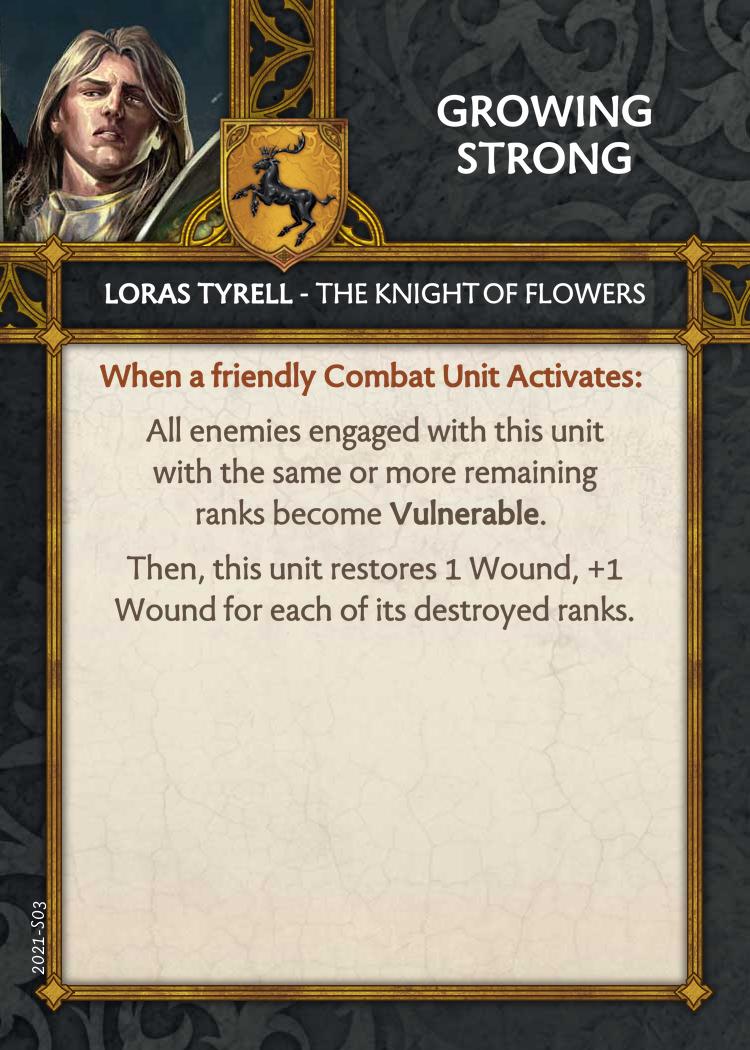 GROWING
STRONG
LORAS TYRELL - THE KNIGHT OF FLOWERS
When a friendly Combat Unit Activates:
All enemies engaged with this unit
with the same or more remaining
ranks become Vulnerable.
Then, this unit restores 1 Wound, +1
Wound for each of its destroyed ranks.
2021-S03